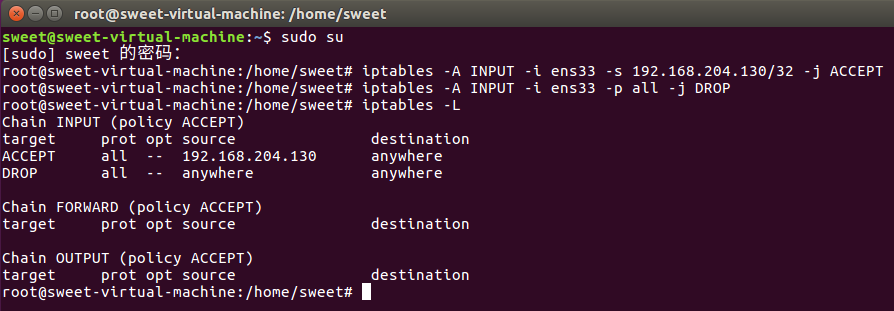 root@sweet-virtual-machine: /home/sweet
sweet@sweet-virtual-machine:~$ sudo su
[sudo] sweet 的密码：
root@sweet-virtual-machine:/home/sweet# iptables -A INPUT -i ens33 -s 192.168.204.130/32 -j ACCEPT
root@sweet-virtual-machine:/home/sweet# iptables -A INPUT -i ens33 -p all -j DROP
root@sweet-virtual-machine:/home/sweet# iptables -L
Chain INPUT (policy ACCEPT)
target     prot opt source               destination
ACCEPT     all  --  192.168.204.130      anywhere
DROP       all  --  anywhere             anywhere

Chain FORWARD (policy ACCEPT)
target     prot opt source               destination

Chain OUTPUT (policy ACCEPT)
target     prot opt source               destination
root@sweet-virtual-machine:/home/sweet#